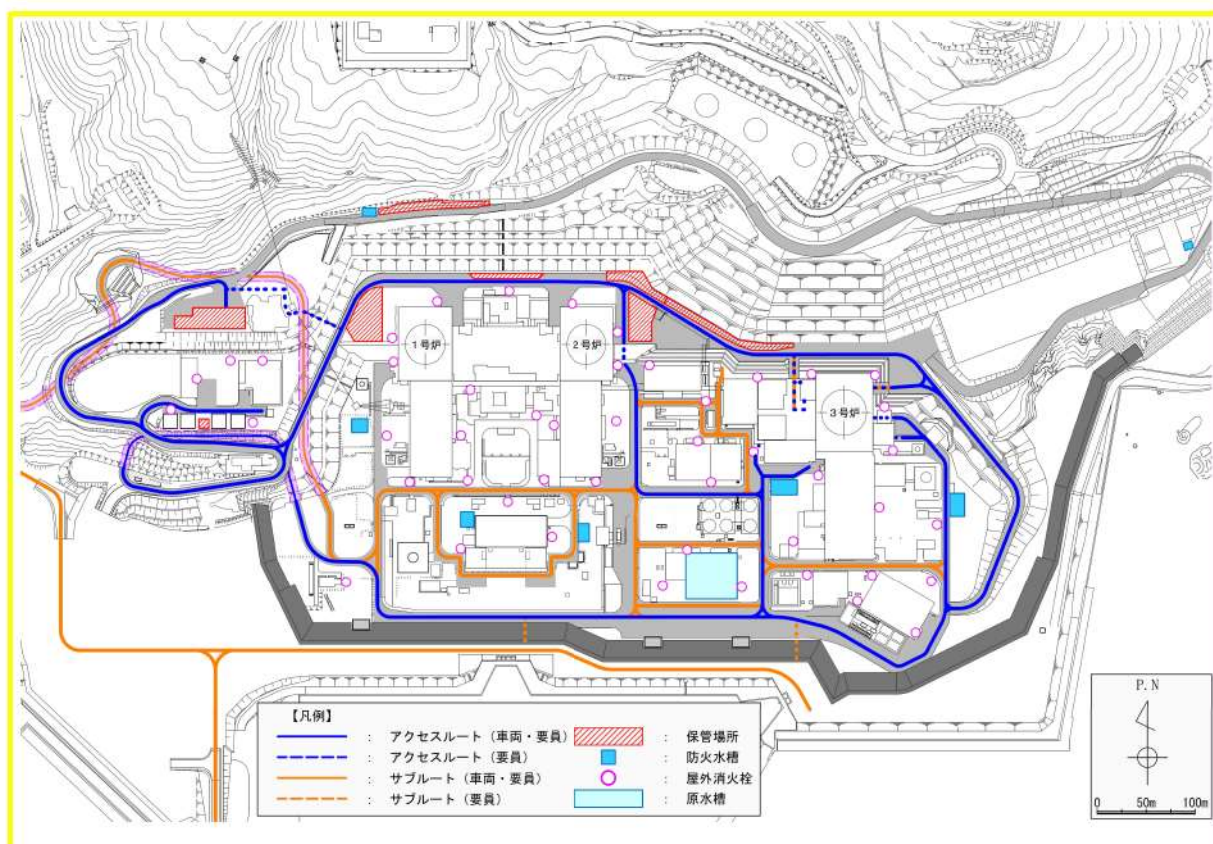 1号炉
2号炉
3号炉
【凡例】
: アクセスルート（車両・要員）
: アクセスルート（要員）
: サブルート（車両・要員）
: サブルート（要員）
: 保管場所
: 防火水槽
: 屋外消火栓
: 原水槽
P.N
0 50m 100m